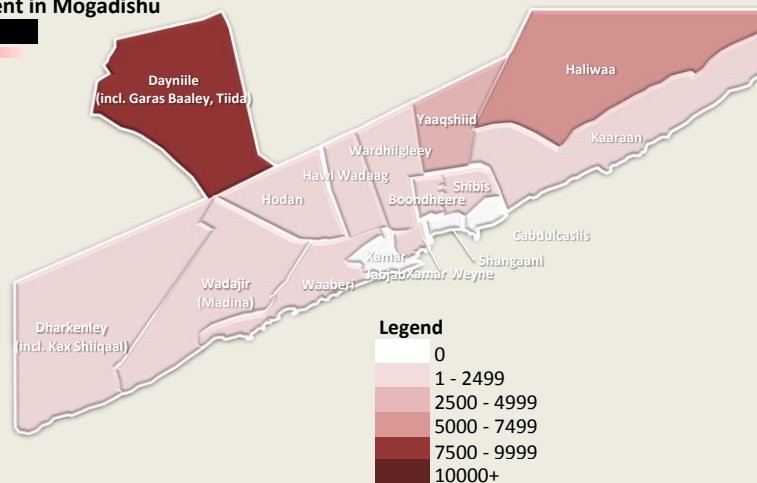 ent in Mogadishu
Dayniile
(incl. Garas Baaley, Tiida)
Haliwaa
Yaaqshiid
Kaaraan
Wardhiigleey
Hawl Wadaag
Hodan
Boondheere
Shibis
Cabdulcasiis
Shangaani
Xamar
Jabjab
Xamar Weyne
Waaberi
Wadajir
(Madina)
Dharkenley
(incl. Kax Shiiqaal)
Legend
0
1 - 2499
2500 - 4999
5000 - 7499
7500 - 9999
10000+